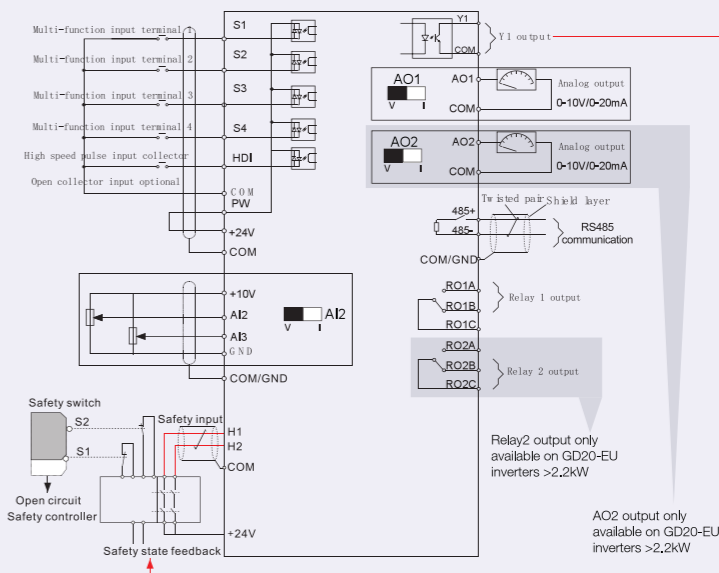 Multi-function input terminal 1
S1
Multi-function input terminal 2
S2
Multi-function input terminal 3
S3
Multi-function input terminal 4
S4
High speed pulse input collector
HDI
Open collector input optional
COM
PW
+24V
COM
+10V
AI2
AI3
GND
AI2
V I
COM/GND
Safety switch
S2
S1
Open circuit
Safety controller
Safety input
H1
H2
COM
+24V
Safety state feedback
Y1
COM
Y1 output
AO1
V I
AO1
COM
Analog output
0-10V/0-20mA
AO2
V I
AO2
COM
Analog output
0-10V/0-20mA
Twisted pair
Shield layer
485+
485-
COM/GND
RS485
communication
RO1A
RO1B
RO1C
Relay 1 output
RO2A
RO2B
RO2C
Relay 2 output
Relay2 output only
available on GD20-EU
inverters >2.2kW
AO2 output only
available on GD20-EU
inverters >2.2kW